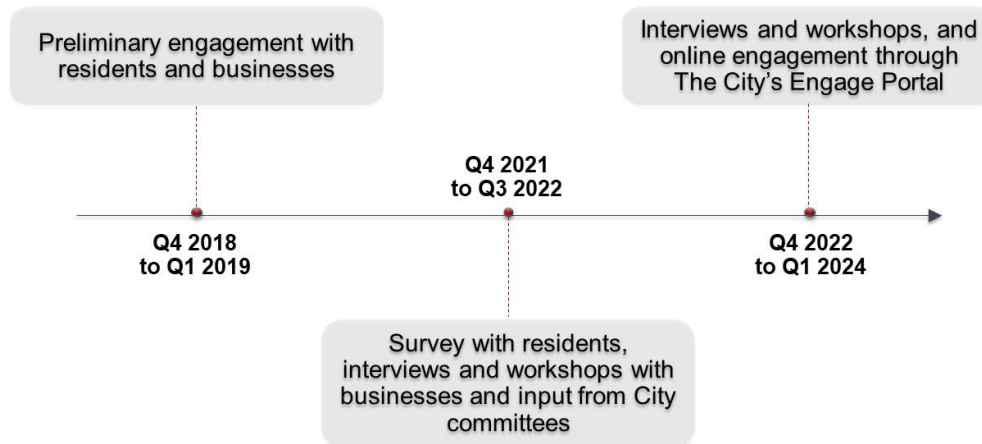 Preliminary engagement with
residents and businesses
Interviews and workshops, and
online engagement through
The City's Engage Portal
Q4 2021
to Q3 2022
Q4 2018
to Q1 2019
Q4 2022
to Q1 2024
Survey with residents,
interviews and workshops with
businesses and input from City
committees